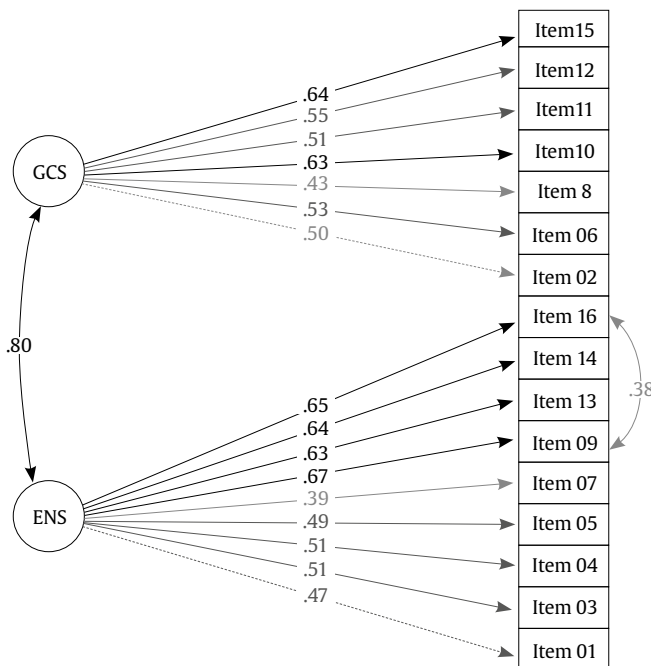 Item15
Item12
Item11
Item10
Item 8
Item 06
Item 02
Item 16
Item 14
Item 13
Item 09
Item 07
Item 05
Item 04
Item 03
Item 01
GCS
ENS
.64
.55
.51
.63
.43
.53
.50
.80
.65
.64
.63
.67
.39
.49
.51
.51
.47
.38